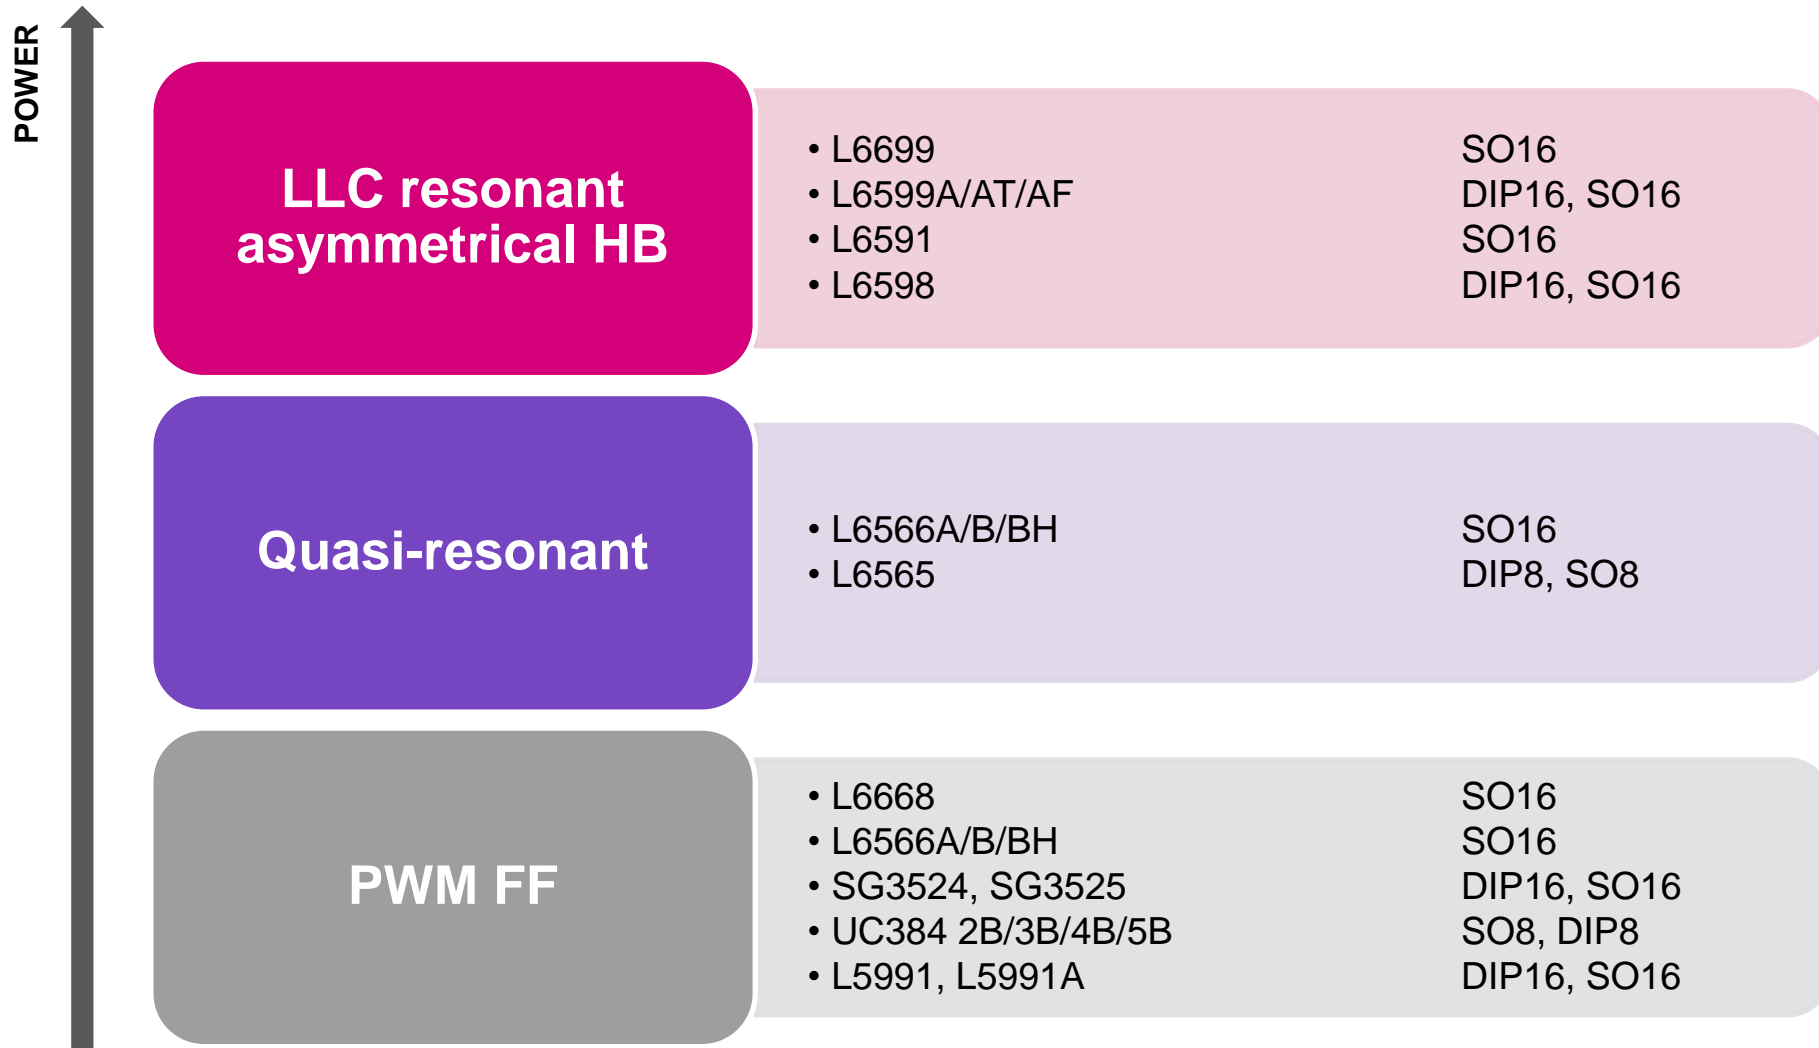 POWER
LLC resonant
asymmetrical HB
• L6699 SO16
• L6599A/AT/AF DIP16, SO16
• L6591 SO16
• L6598 DIP16, SO16
Quasi-resonant
• L6566A/B/BH SO16
• L6565 DIP8, SO8
PWM FF
• L6668 SO16
• L6566A/B/BH SO16
• SG3524, SG3525 DIP16, SO16
• UC384 2B/3B/4B/5B SO8, DIP8
• L5991, L5991A DIP16, SO16